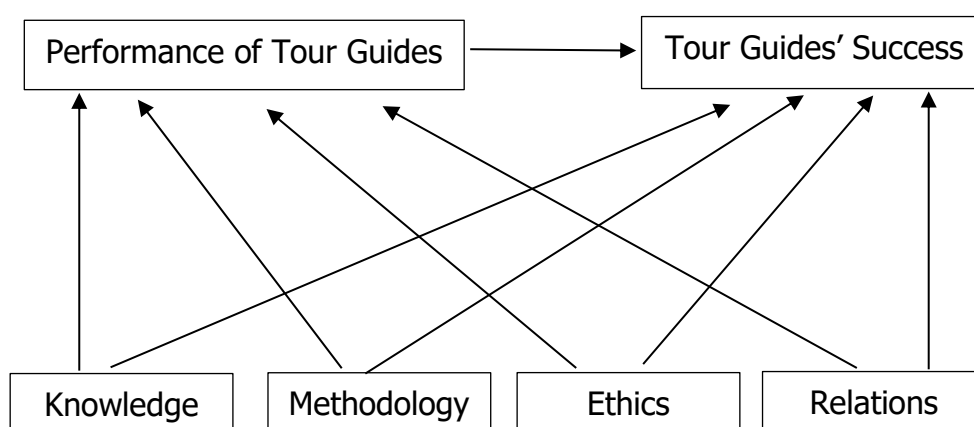 Performance of Tour Guides
Tour Guides’ Success
Knowledge
Methodology
Ethics
Relations